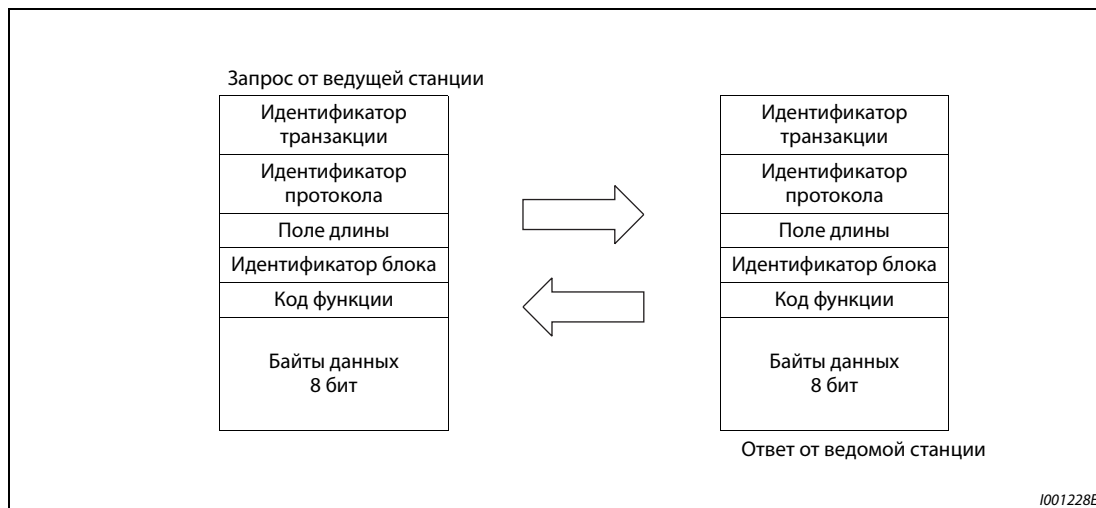 Запрос от ведущей станции
Идентификатор
транзакции
Идентификатор
протокола
Поле длины
Идентификатор блока
Код функции
Байты данных
8 бит
Идентификатор
транзакции
Идентификатор
протокола
Поле длины
Идентификатор блока
Код функции
Байты данных
8 бит
Ответ от ведомой станции
I001228E